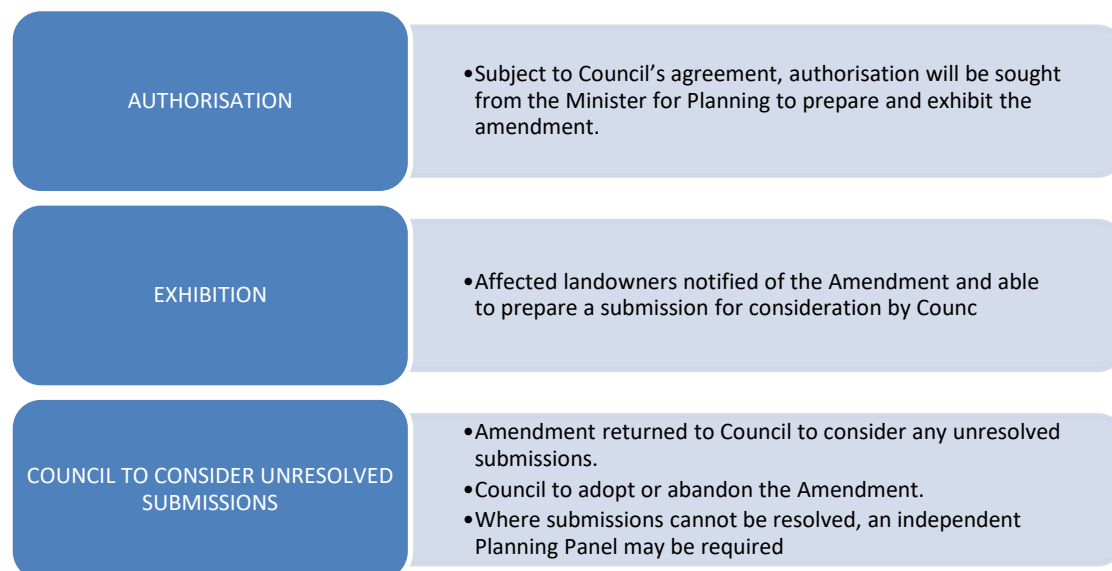 AUTHORISATION
•Subject to Council’s agreement, authorisation will be sought
from the Minister for Planning to prepare and exhibit the
amendment.
EXHIBITION
•Affected landowners notified of the Amendment and able
to prepare a submission for consideration by Counc
COUNCIL TO CONSIDER UNRESOLVED
SUBMISSIONS
•Amendment returned to Council to consider any unresolved
submissions.
•Council to adopt or abandon the Amendment.
•Where submissions cannot be resolved, an independent
Planning Panel may be required